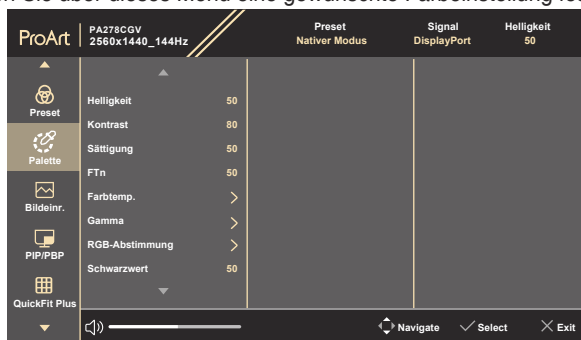 ProArt
PA278CGV
2560x1440_144Hz
Preset
Nativer Modus
Signal
DisplayPort
Helligkeit
50
Preset
Palette
Bildeinr.
PIP/PBP
QuickFit Plus
Helligkeit 50
Kontrast 80
Sättigung 50
FTn 50
Farbtemp.
Gamma
RGB-Abstimmung
Schwarzwert 50
Navigate Select Exit